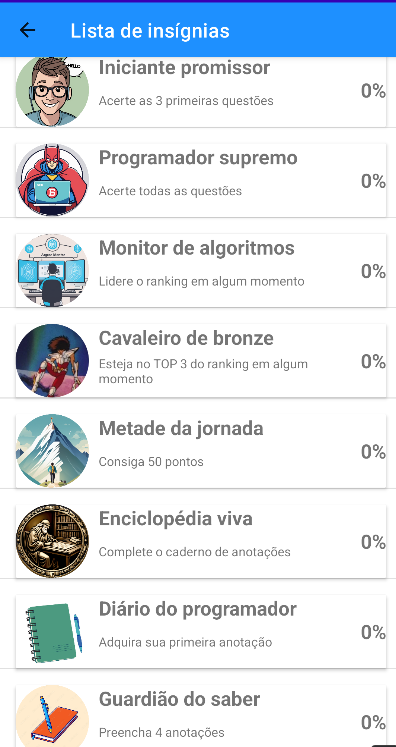 Lista de insígnias
Iniciante promissor
Acerte as 3 primeiras questões
0%
Programador supremo
Acerte todas as questões
0%
Monitor de algoritmos
Lidere o ranking em algum momento
0%
Cavaleiro de bronze
Esteja no TOP 3 do ranking em algum
momento
0%
Metade da jornada
Consiga 50 pontos
0%
Enciclopédia viva
Complete o caderno de anotações
0%
Diário do programador
Adquira sua primeira anotação
0%
Guardião do saber
Preencha 4 anotações
0%